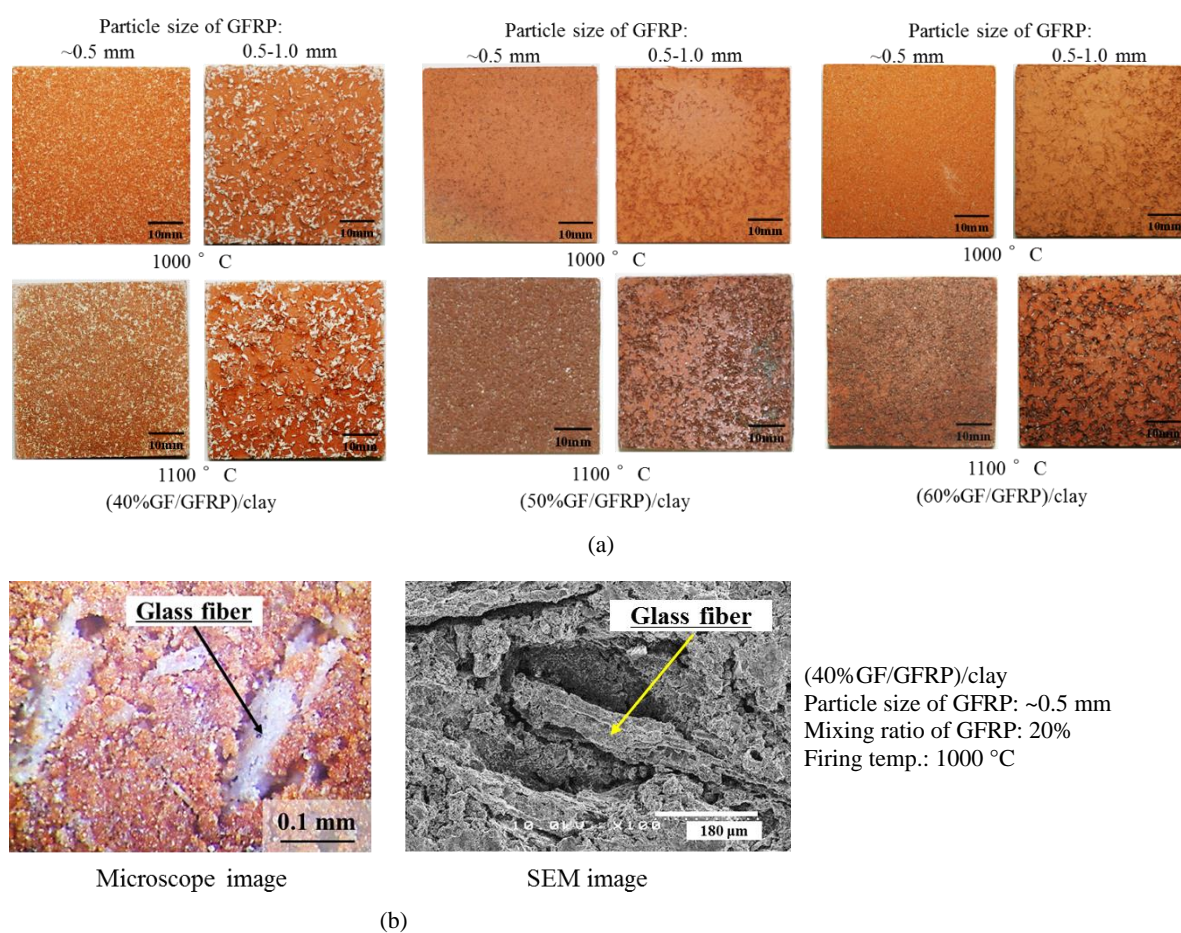 Particle size of GFRP:
~0.5 mm 0.5-1.0 mm
10mm 10mm
1000 ° C
10mm 10mm
1100 ° C
(40%GF/GFRP)/clay
Particle size of GFRP:
~0.5 mm 0.5-1.0 mm
10mm 10mm
1000 ° C
10mm 10mm
1100 ° C
(50%GF/GFRP)/clay
Particle size of GFRP:
~0.5 mm 0.5-1.0 mm
10mm 10mm
1000 ° C
10mm 10mm
1100 ° C
(60%GF/GFRP)/clay
(a)
Glass fiber
0.1 mm
Microscope image
Glass fiber
180 μm
SEM image
(40%GF/GFRP)/clay
Particle size of GFRP: ~0.5 mm
Mixing ratio of GFRP: 20%
Firing temp.: 1000 °C
(b)